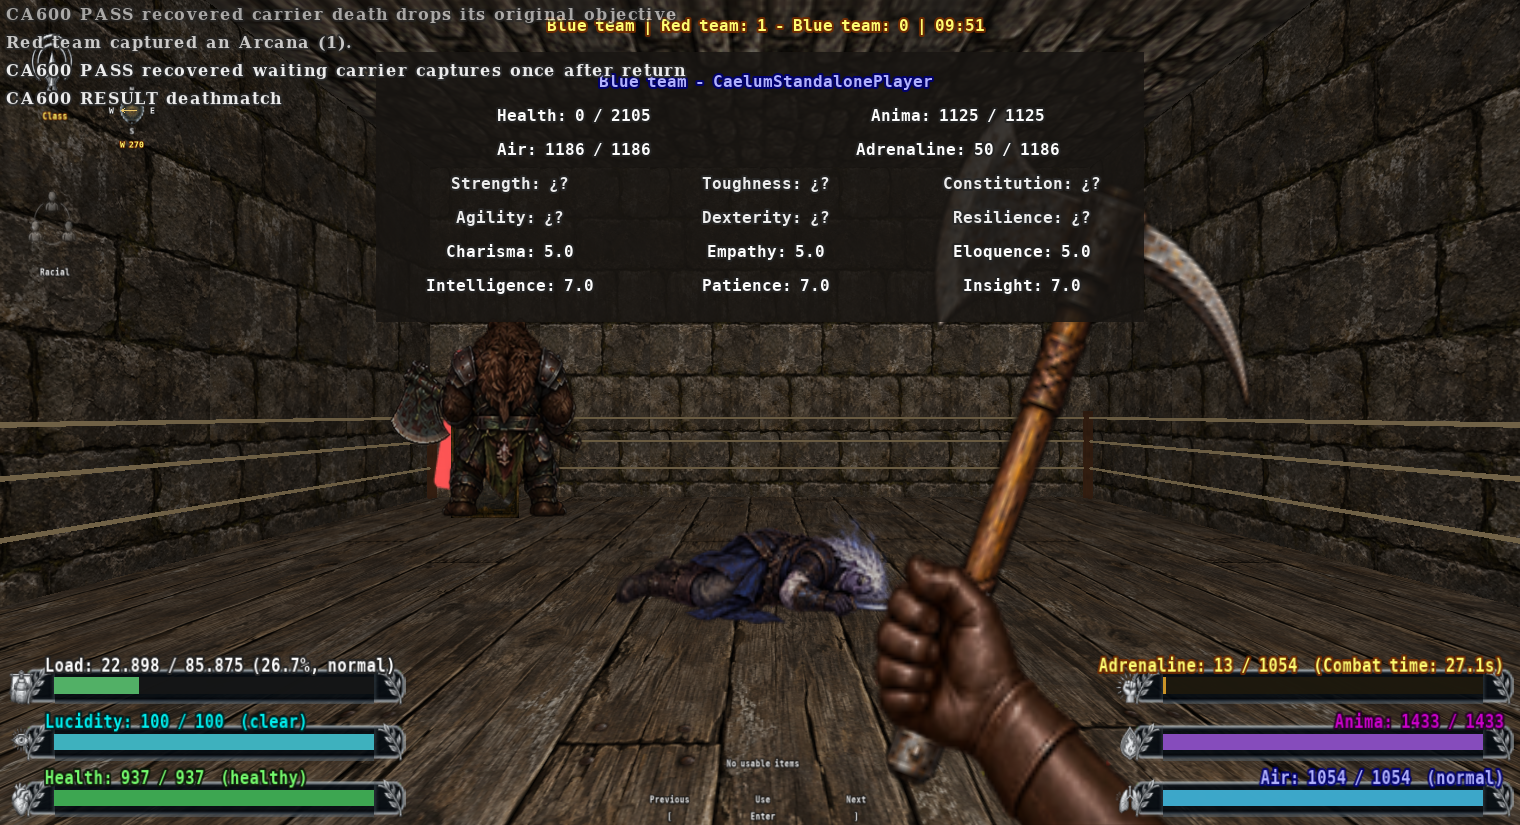 CA600 PASS recovered carrier death drops its original objective
Blue team | Red team: 1 - Blue team: 0 | 09:51
Red team captured an Arcana (1).
CA600 PASS recovered waiting carrier captures once after return
Blue team - CaelumStandalonePlayer
CA600 RESULT deathmatch
Class
N
W E
S
W 270
Health: 0 / 2105 Anima: 1125 / 1125
Air: 1186 / 1186 Adrenaline: 50 / 1186
Strength: ¿? Toughness: ¿? Constitution: ¿?
Agility: ¿? Dexterity: ¿? Resilience: ¿?
Charisma: 5.0 Empathy: 5.0 Eloquence: 5.0
Intelligence: 7.0 Patience: 7.0 Insight: 7.0
Racial
Load: 22.898 / 85.875 (26.7%, normal)
Adrenaline: 13 / 1054 (Combat time: 27.1s)
Lucidity: 100 / 100 (clear)
Anima: 1433 / 1433
Health: 937 / 937 (healthy)
Air: 1054 / 1054 (normal)
No usable items
Previous Use Next
[ Enter ]